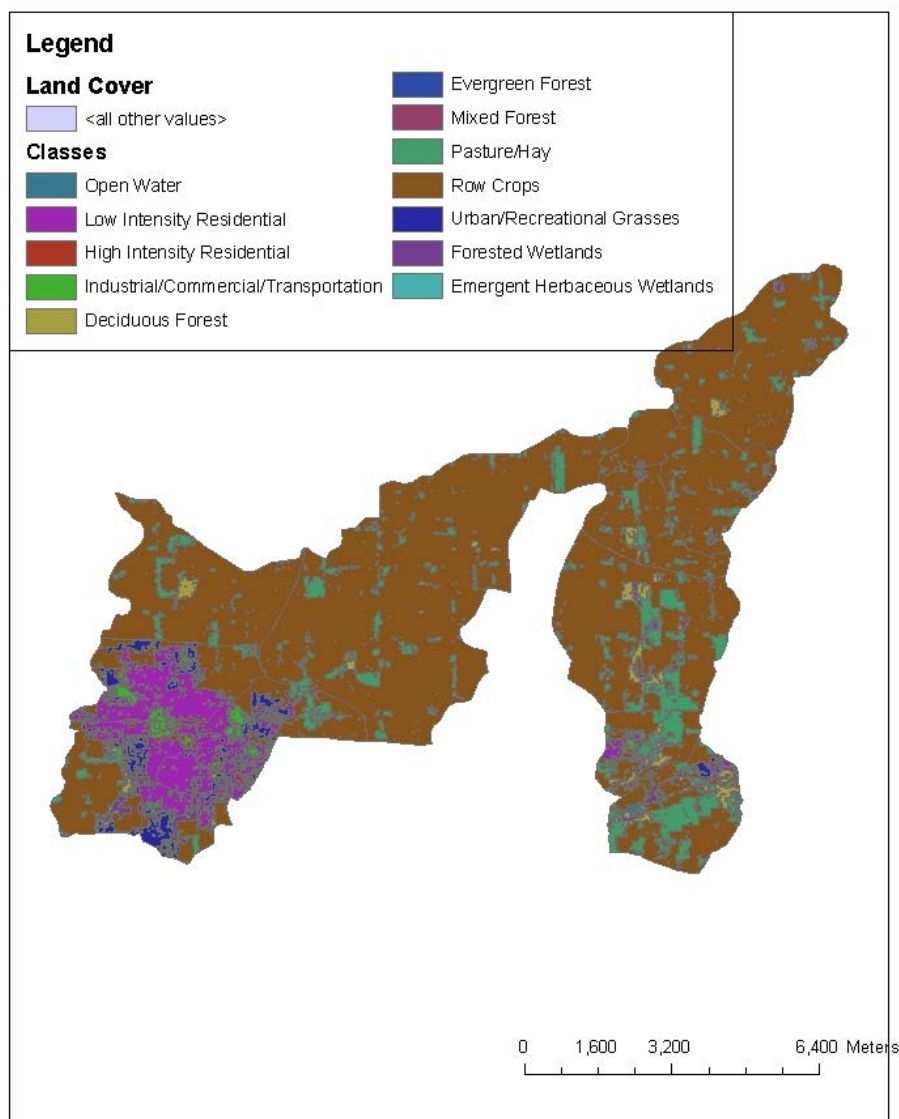 Legend
Land Cover
<all other values>
Classes
Open Water
Low Intensity Residential
High Intensity Residential
Industrial/Commercial/Transportation
Deciduous Forest
Evergreen Forest
Mixed Forest
Pasture/Hay
Row Crops
Urban/Recreational Grasses
Forested Wetlands
Emergent Herbaceous Wetlands
0 1,600 3,200 6,400 Meters